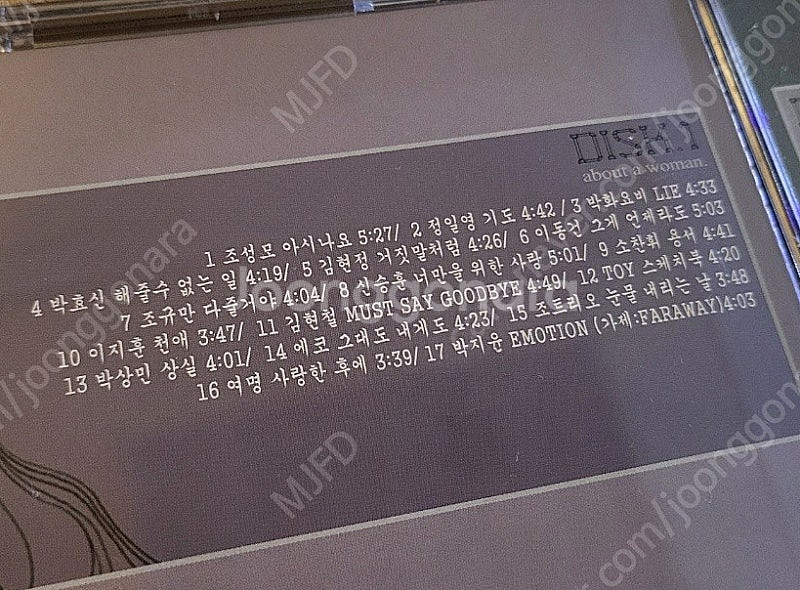 DISK.1
about a woman.
1 조성모 아시나요 5:27/ 2 정일영 기도 4:42 / 3 박화요비 LIE 4:33
4 박효신 해줄수 없는 일 4:19/ 5 김현정 거짓말처럼 4:26/ 6 이동건 그게 언제라도 5:03
7 조규만 다줄거야 4:04/ 8 신승훈 너만을 위한 사랑 5:01/ 9 소찬휘 용서 4:41
10 이지훈 천애 3:47/ 11 김현철 MUST SAY GOODBYE 4:49/ 12 TOY 스케치북 4:20
13 박상민 상실 4:01/ 14 에코 그대도 내게도 4:23/ 15 조트리오 눈물 내리는 날 3:48
16 여명 사랑한 후에 3:39/ 17 박지윤 EMOTION (가제:FARAWAY)4:03
MJFD
MJFD
joonggonara
com/joonggonara